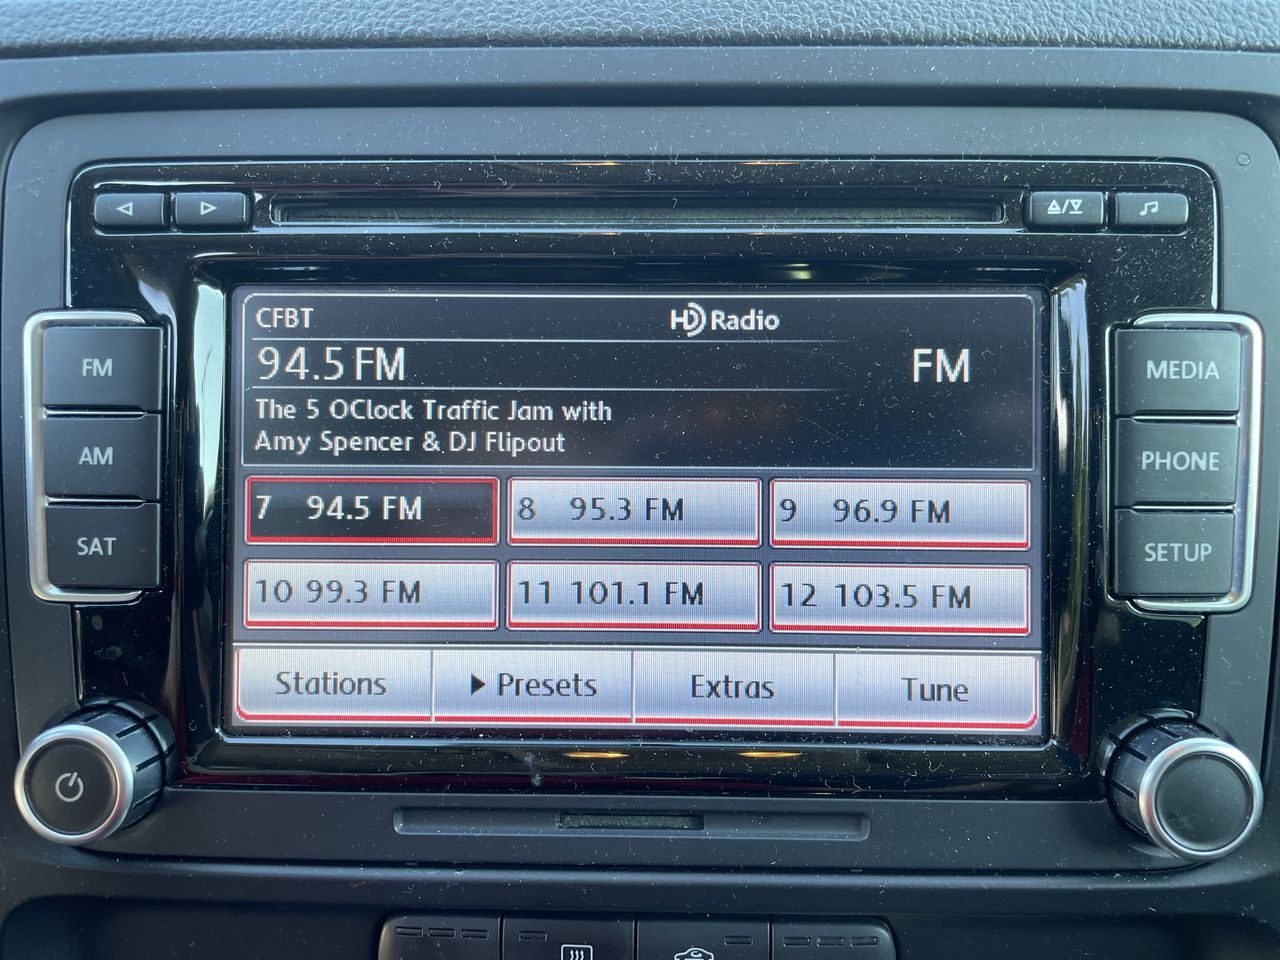 CFBT
HD Radio
94.5 FM
FM
The 5 OClock Traffic Jam with
Amy Spencer & DJ Flipout
7 94.5 FM
8 95.3 FM
9 96.9 FM
10 99.3 FM
11 101.1 FM
12 103.5 FM
Stations
Presets
Extras
Tune
FM
AM
SAT
MEDIA
PHONE
SETUP